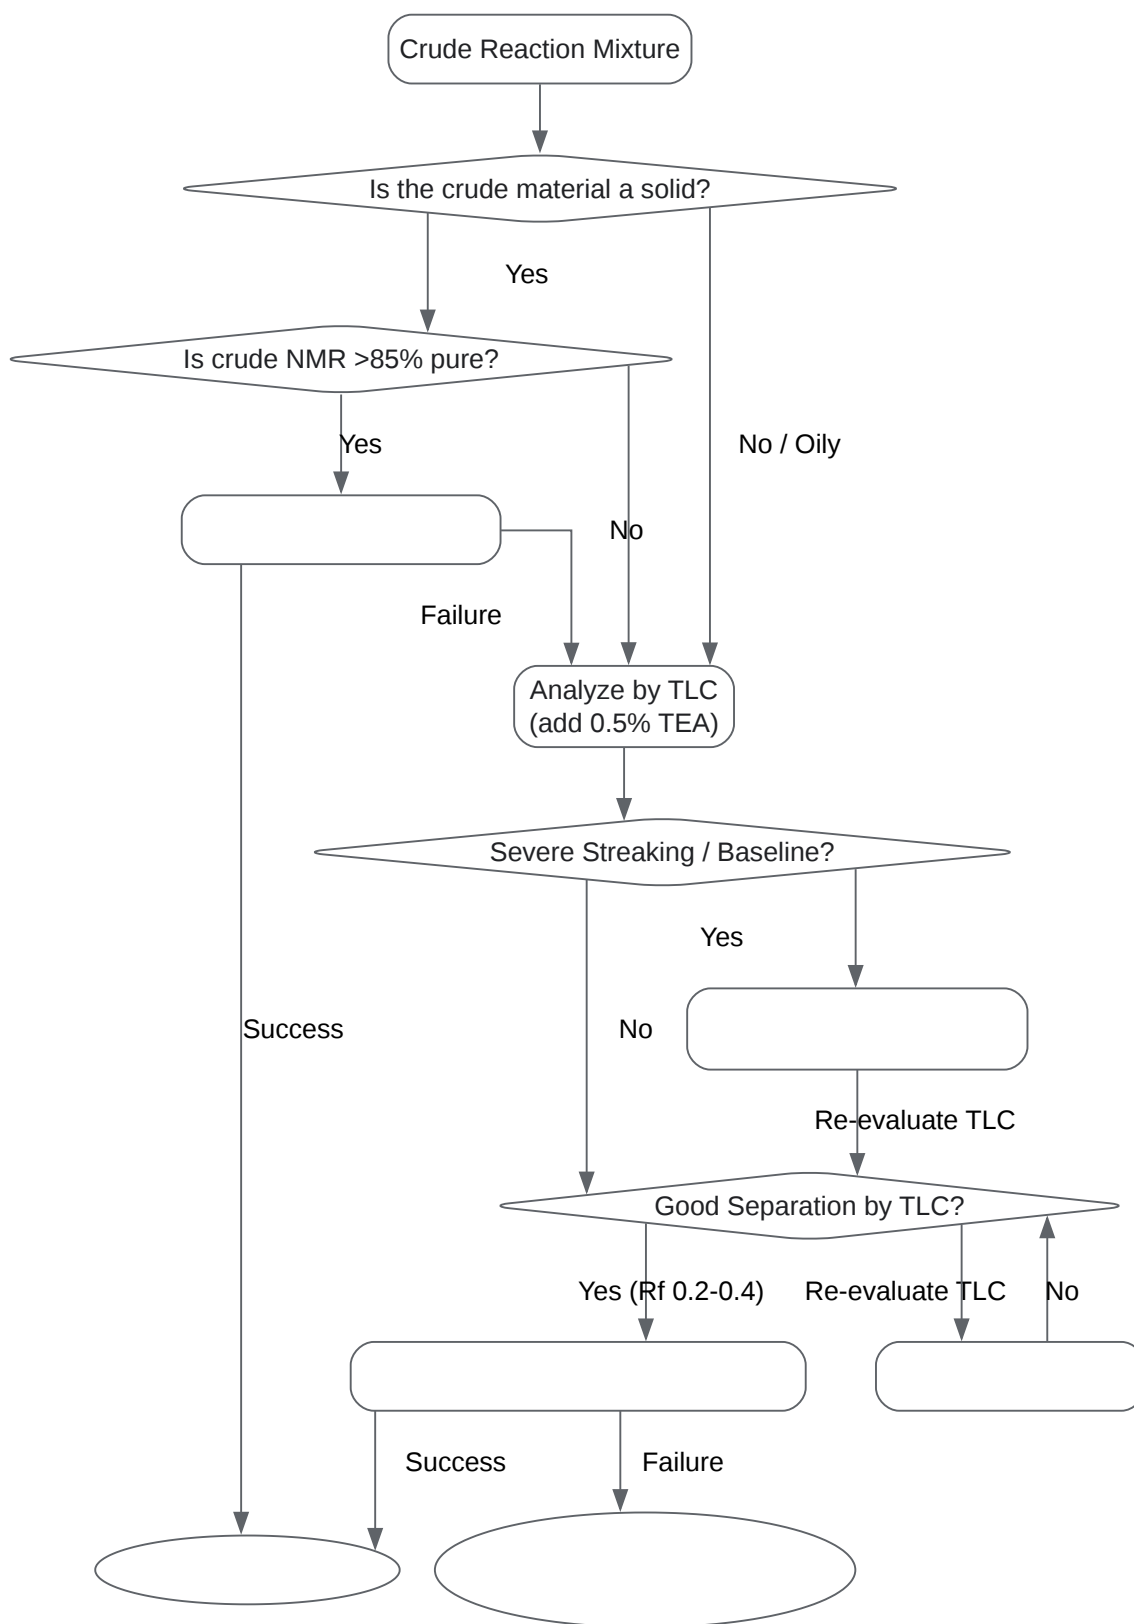 Crude Reaction Mixture
Is the crude material a solid?
Yes
Is crude NMR >85% pure?
Yes
No / Oily
No
Failure
Analyze by TLC
(add 0.5% TEA)
Severe Streaking / Baseline?
Yes
Success
No
Re-evaluate TLC
Good Separation by TLC?
Yes (Rf 0.2-0.4)
Re-evaluate TLC
No
Success
Failure